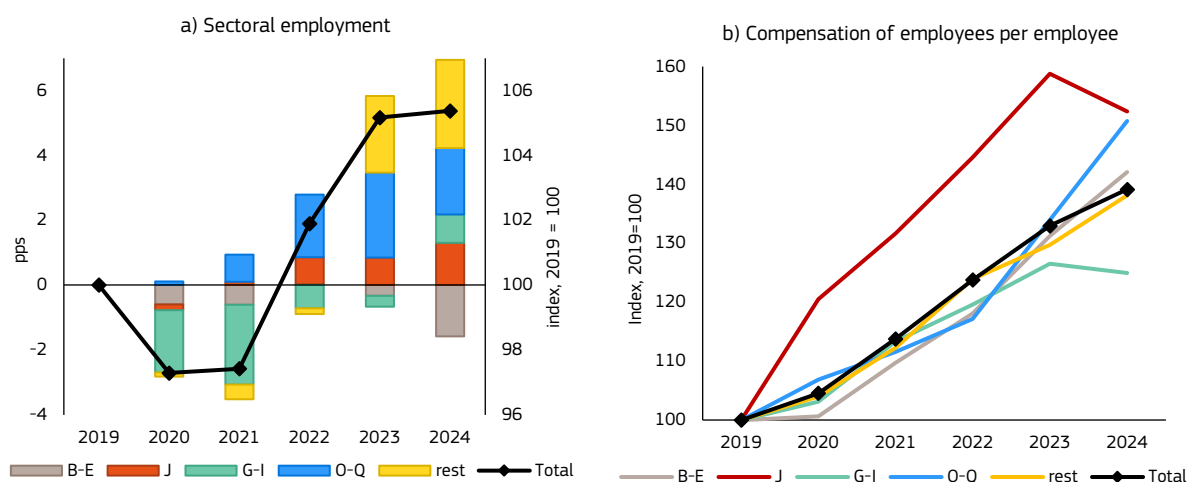 a) Sectoral employment
6
4
2
0
-2
-4
pps
106
104
102
100
98
96
index, 2019 = 100
2019 2020 2021 2022 2023 2024
B-E J G-I O-Q rest Total
b) Compensation of employees per employee
160
150
140
130
120
110
100
Index, 2019=100
2019 2020 2021 2022 2023 2024
B-E J G-I O-Q rest Total